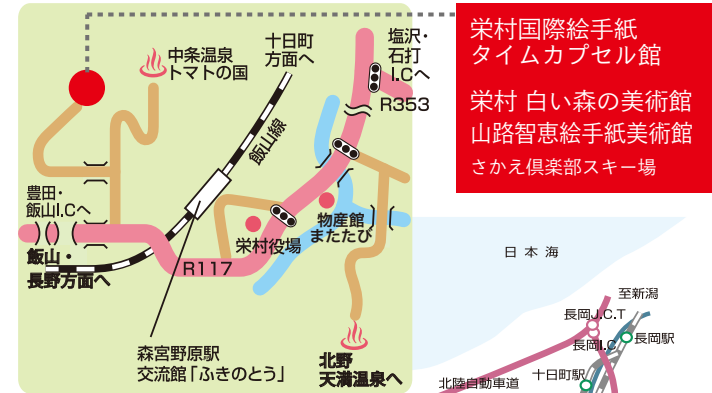 栄村国際絵手紙
タイムカプセル館
栄村 白い森の美術館
山路智恵絵手紙美術館
さかえ倶楽部スキー場
中条温泉
トマトの国
十日町
方面へ
塩沢・
石打
I.Cへ
R353
飯山線
豊田・
飯山I.Cへ
飯山・
長野方面へ
R117
栄村役場
物産館
またたび
森宮野原駅
交流館「ふきのとう」
北野
天満温泉へ
日本海
至新潟
長岡J.C.T
長岡I.C
長岡駅
北陸自動車道
十日町駅